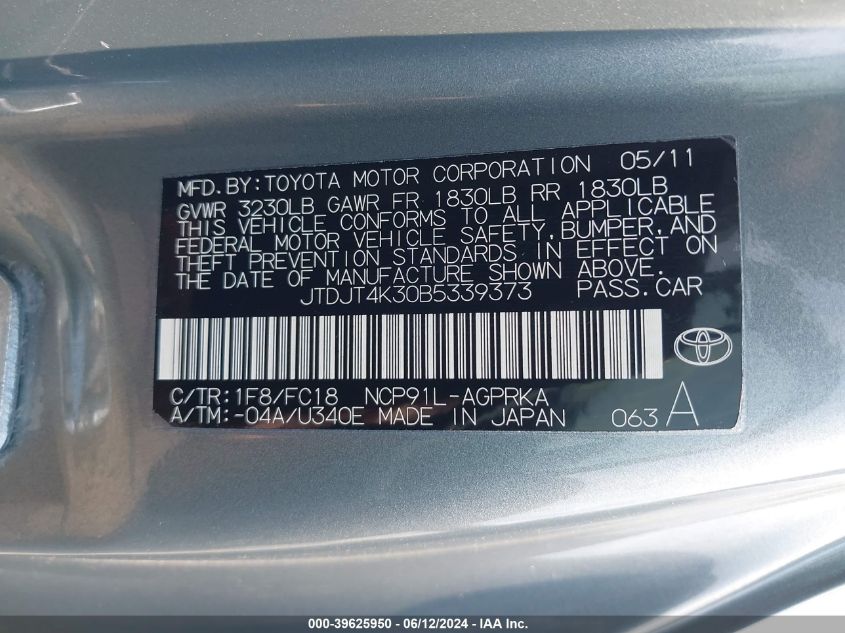 MFD. BY: TOYOTA MOTOR CORPORATION 05/11
GVWR 3230LB GAWR FR 1830LB RR 1830LB
THIS VEHICLE CONFORMS TO ALL APPLICABLE
FEDERAL MOTOR VEHICLE SAFETY, BUMPER, AND
THEFT PREVENTION STANDARDS IN EFFECT ON
THE DATE OF MANUFACTURE SHOWN ABOVE.
JTDJT4K30B5339373 PASS. CAR
C/TR: 1F8/FC18 NCP91L-AGPRKA
A/TM: -04A/U340E MADE IN JAPAN 063 A
000-39625950 / 06/12/2024 / IAA Inc.